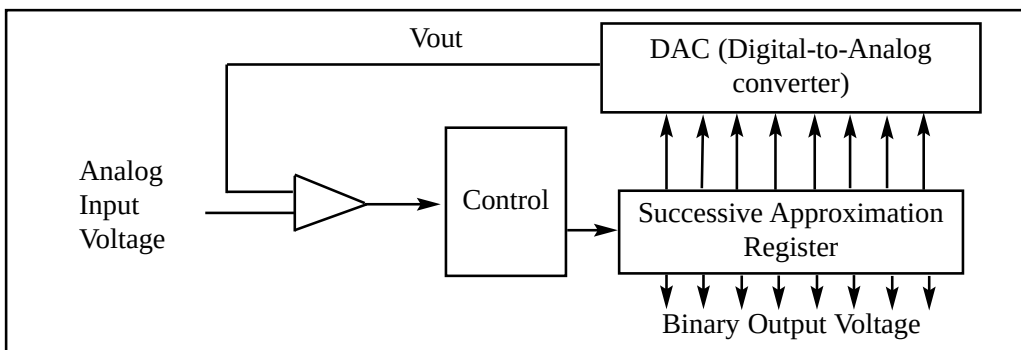 Vout
DAC (Digital-to-Analog
converter)
Analog
Input
Voltage
Control
Successive Approximation
Register
Binary Output Voltage